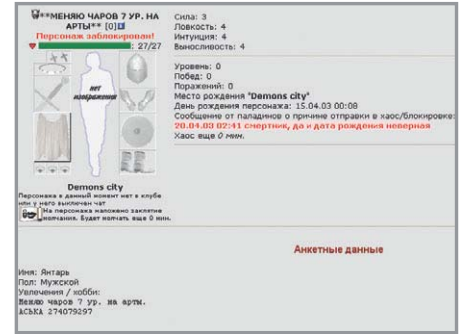 **МЕНЯЮ ЧАРОВ 7 УР. НА
АРТЫ** [0]
Персонаж заблокирован!
: 27/27
нет
изображения
Demons city
Персонажа в данный момент нет в клубе
или у него выключен чат
На персонажа наложено заклятие
молчания. Будет молчать еще 0 мин.
Сила: 3
Ловкость: 4
Интуиция: 4
Выносливость: 4
Уровень: 0
Побед: 0
Поражений: 0
Место рождения "Demons city"
День рождения персонажа: 15.04.03 00:08
Сообщение от паладинов о причине отправки в хаос/блокировке:
20.04.03 02:41 смертник, да и дата рождения неверная
Хаос еще 0 мин.
Анкетные данные
Имя: Янтарь
Пол: Мужской
Увлечения / хобби:
Меняю чаров 7 ур. на арты.
АСЬКА 274079297